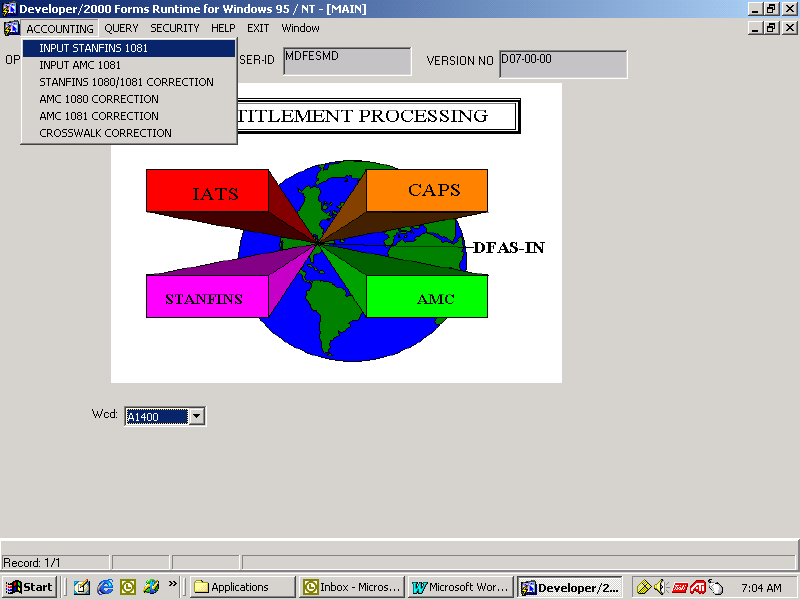 Developer/2000 Forms Runtime for Windows 95 / NT - [MAIN]
ACCOUNTING QUERY SECURITY HELP EXIT Window
INPUT STANFINS 1081
INPUT AMC 1081
STANFINS 1080/1081 CORRECTION
AMC 1080 CORRECTION
AMC 1081 CORRECTION
CROSSWALK CORRECTION
OP
SER-ID MDFESMD VERSION NO D07-00-00
TITLEMENT PROCESSING
IATS CAPS
DFAS-IN
STANFINS AMC
Wcd: A1400
Record: 1/1
Start » Applications Inbox - Micros... Microsoft Wor... Developer/2... 7:04 AM